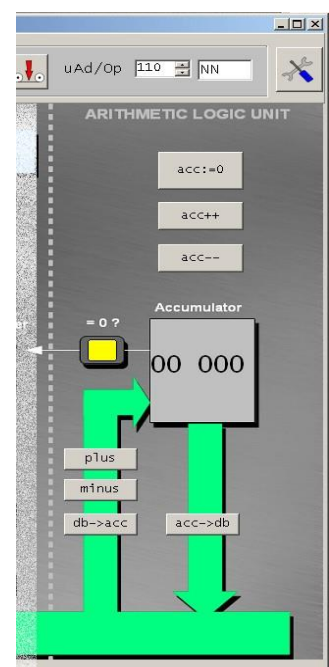 uAd/Op 110 NN
ARITHMETIC LOGIC UNIT
acc:=0
acc++
acc--
Accumulator
= 0 ?
00 000
plus
minus
db->acc
acc->db